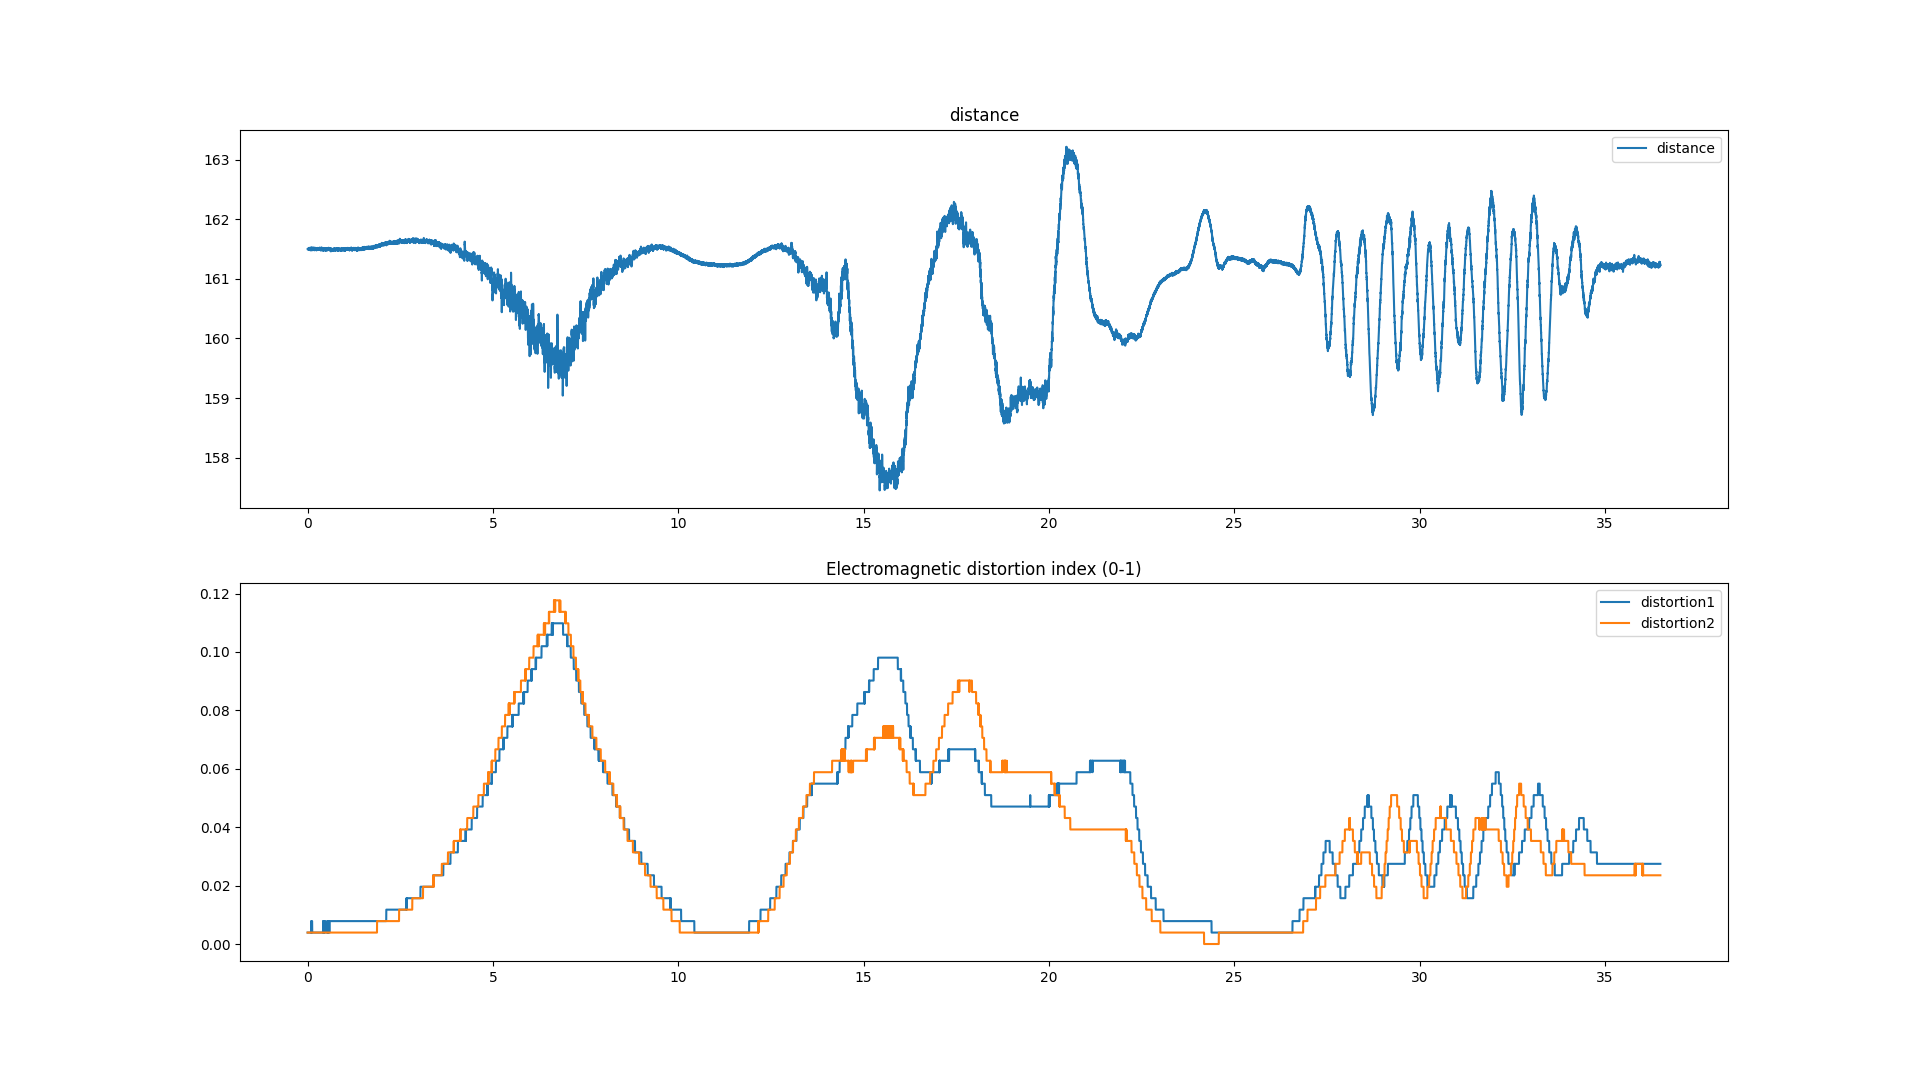 distance
distance
163
162
161
160
159
158
0 5 10 15 20 25 30 35
Electromagnetic distortion index (0-1)
distortion1
distortion2
0.12
0.10
0.08
0.06
0.04
0.02
0.00
0 5 10 15 20 25 30 35